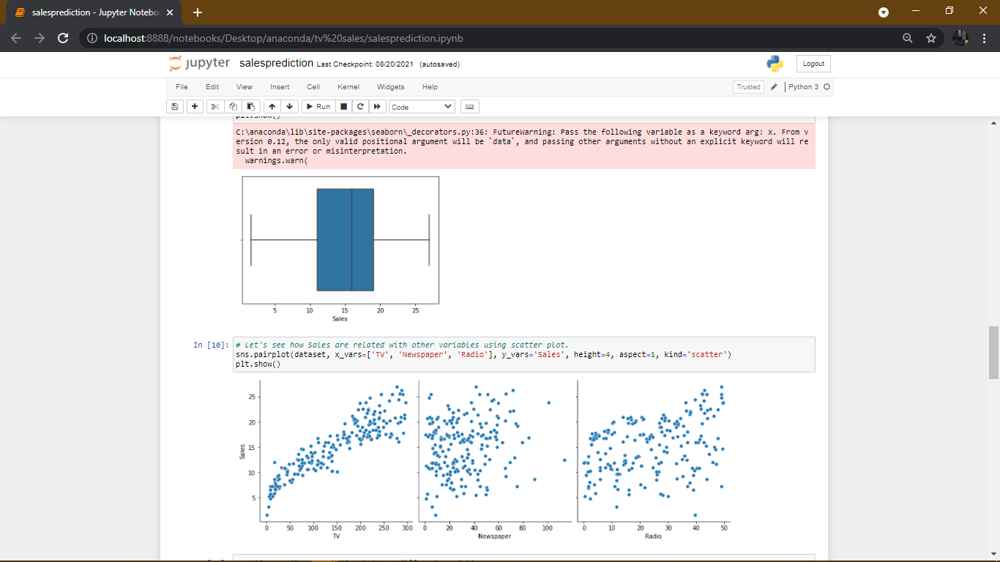 salesprediction - Jupyter Notebo
localhost:8888/notebooks/Desktop/anaconda/tv%20sales/salesprediction.ipynb
jupyter salesprediction Last Checkpoint: 08/20/2021 (autosaved) Logout
File Edit View Insert Cell Kernel Widgets Help Trusted Python 3
Run Code
plt.show()
C:\anaconda\lib\site-packages\seaborn\_decorators.py:36: FutureWarning: Pass the following variable as a keyword arg: x. From v
ersion 0.12, the only valid positional argument will be `data`, and passing other arguments without an explicit keyword will re
sult in an error or misinterpretation.
warnings.warn(
5 10 15 20 25
Sales
In [10]: # Let's see how Sales are related with other variables using scatter plot.
sns.pairplot(dataset, x_vars=['TV', 'Newspaper', 'Radio'], y_vars='Sales', height=4, aspect=1, kind='scatter')
plt.show()
25
20
15
10
5
Sales
0 50 100 150 200 250 300
TV
0 20 40 60 80 100
Newspaper
0 10 20 30 40 50
Radio